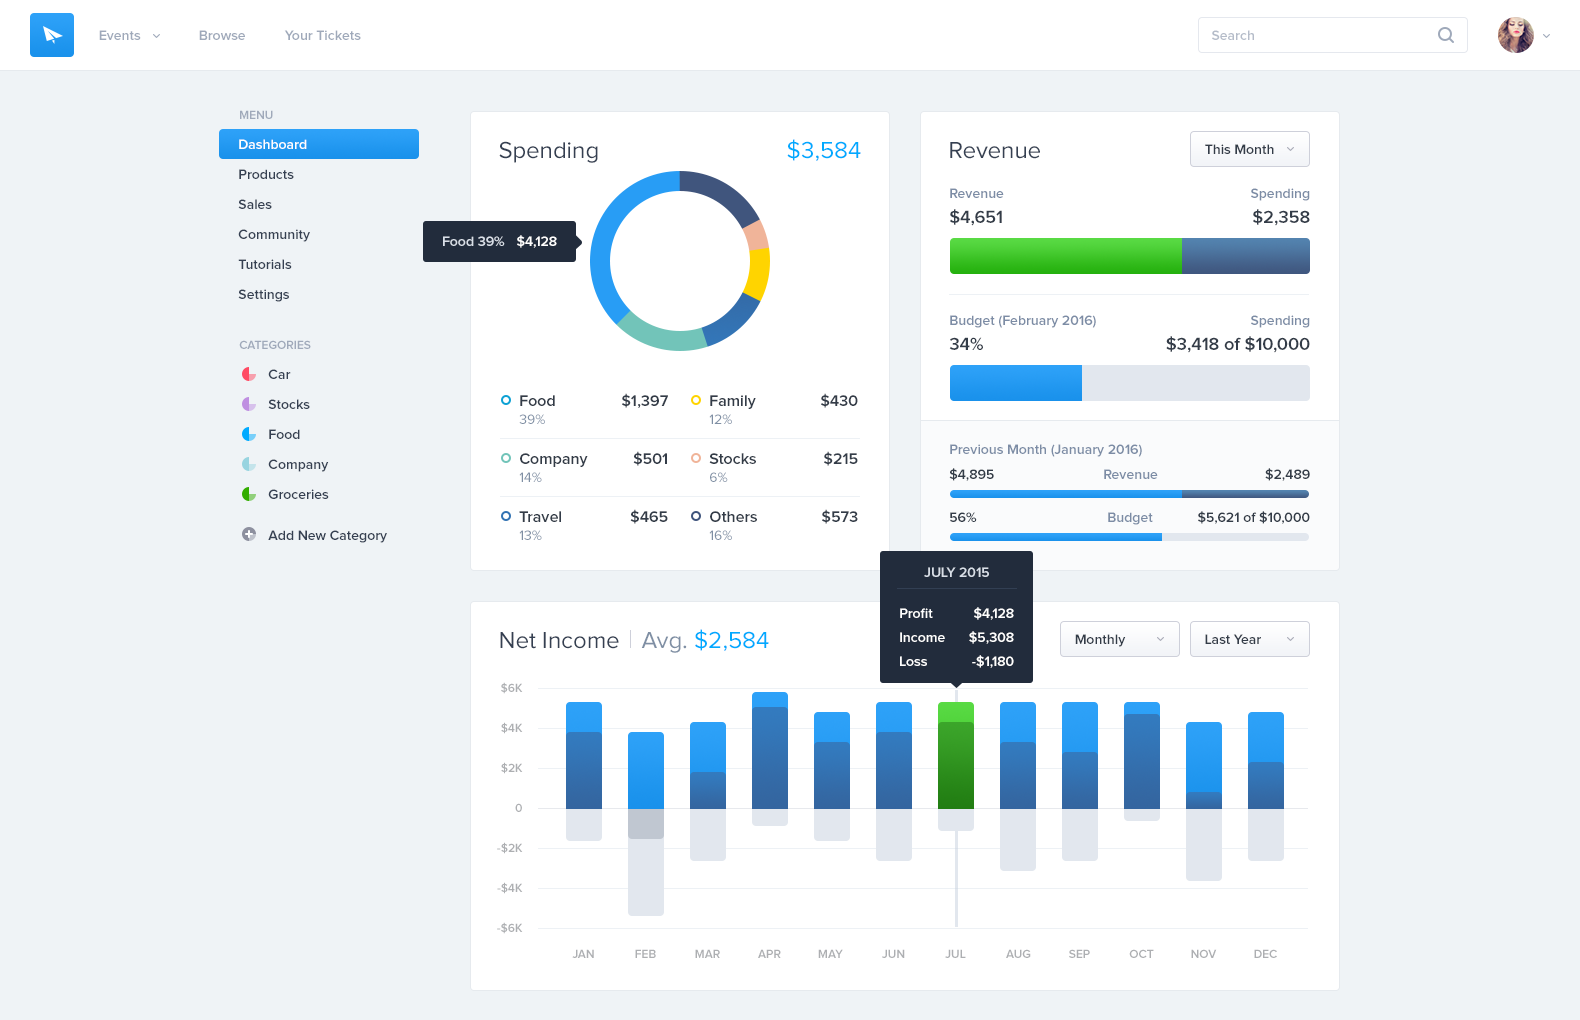 Events
Browse
Your Tickets
Search
MENU
Dashboard
Products
Sales
Community
Tutorials
Settings
CATEGORIES
Car
Stocks
Food
Company
Groceries
Add New Category
Spending $3,584
Food 39% $4,128
Food $1,397
39%
Family $430
12%
Company $501
14%
Stocks $215
6%
Travel $465
13%
Others $573
16%
Revenue
This Month
Revenue Spending
$4,651 $2,358
Budget (February 2016) Spending
34% $3,418 of $10,000
Previous Month (January 2016)
$4,895 Revenue $2,489
56% Budget $5,621 of $10,000
Net Income Avg. $2,584
JULY 2015
Profit $4,128
Income $5,308
Loss -$1,180
Monthly
Last Year
$6K
$4K
$2K
0
-$2K
-$4K
-$6K
JAN FEB MAR APR MAY JUN JUL AUG SEP OCT NOV DEC